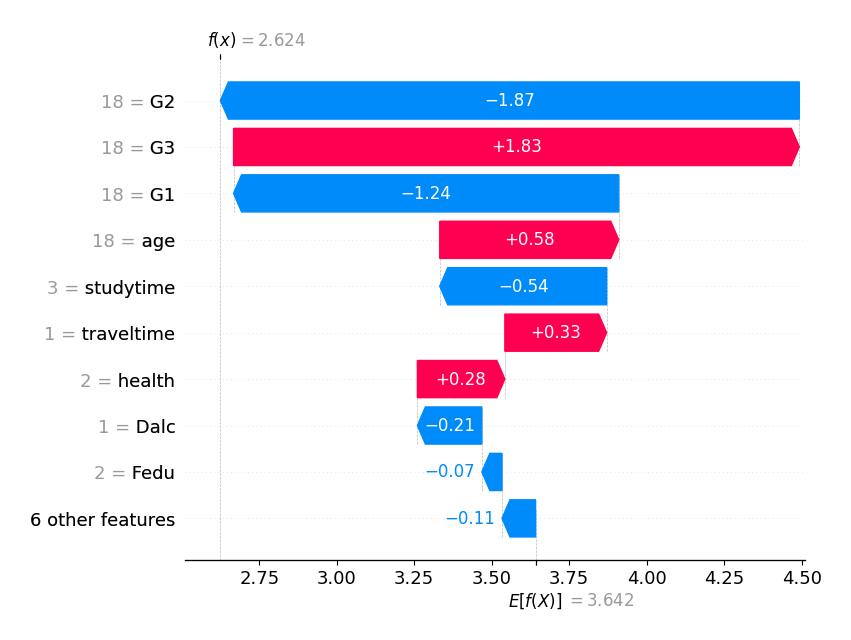 f(x) = 2.624
18 = G2
−1.87
18 = G3
+1.83
18 = G1
−1.24
18 = age
+0.58
3 = studytime
−0.54
1 = traveltime
+0.33
2 = health
+0.28
1 = Dalc
−0.21
2 = Fedu
−0.07
6 other features
−0.11
2.75 3.00 3.25 3.50 3.75 4.00 4.25 4.50
E[f(X)] = 3.642